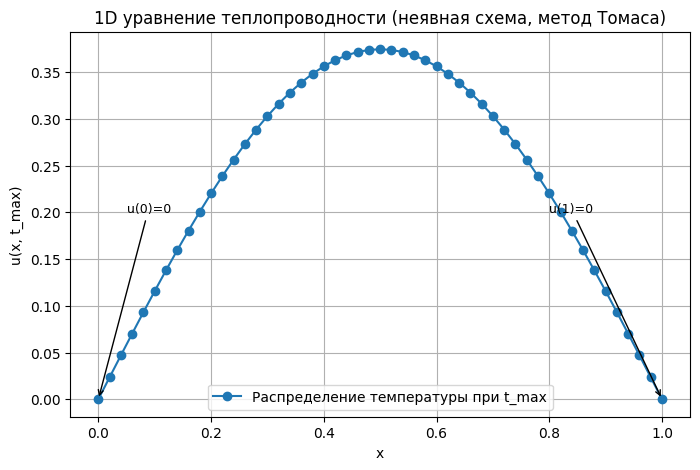 1D уравнение теплопроводности (неявная схема, метод Томаса)
u(x, t_max)
0.35
0.30
0.25
0.20
0.15
0.10
0.05
0.00
u(0)=0
u(1)=0
Распределение температуры при t_max
0.0
0.2
0.4
0.6
0.8
1.0
x